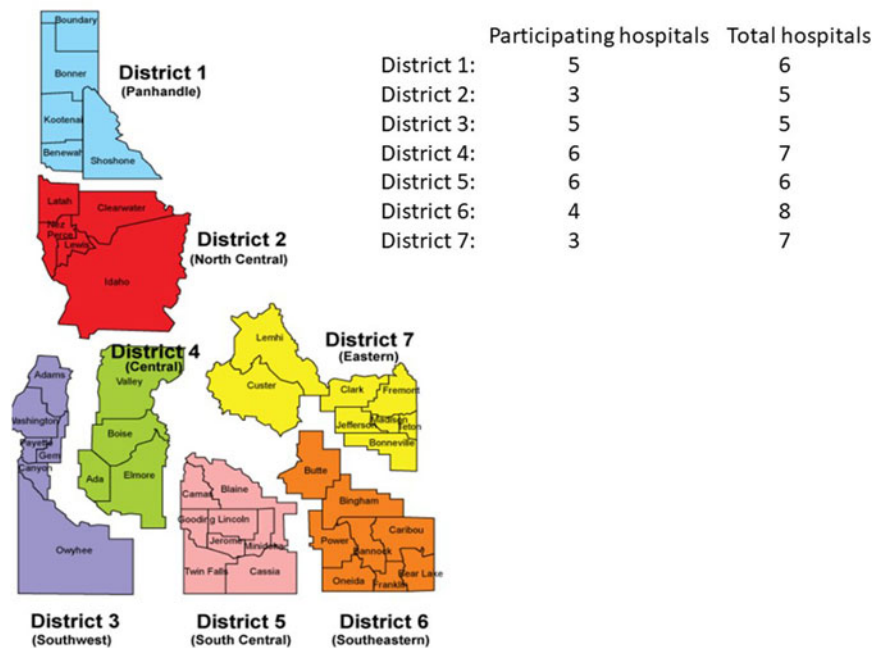 Participating hospitals Total hospitals
District 1: 5 6
District 2: 3 5
District 3: 5 5
District 4: 6 7
District 5: 6 6
District 6: 4 8
District 7: 3 7
Boundary
Bonner
District 1
(Panhandle)
Kootenai
Benewah
Shoshone
Latah
Clearwater
Nez
Perce
Lewis
District 2
(North Central)
Idaho
District 7
(Eastern)
Lemhi
Custer
Clark
Fremont
Jefferson
Madison
Teton
Bonneville
District 4
(Central)
Valley
Boise
Ada
Elmore
Adams
Washington
Payette
Gem
Canyon
Owyhee
District 3
(Southwest)
Camas
Blaine
Gooding
Lincoln
Jerome
Minidoka
Twin Falls
Cassia
District 5
(South Central)
Butte
Bingham
Power
Bannock
Caribou
Oneida
Franklin
Bear Lake
District 6
(Southeastern)